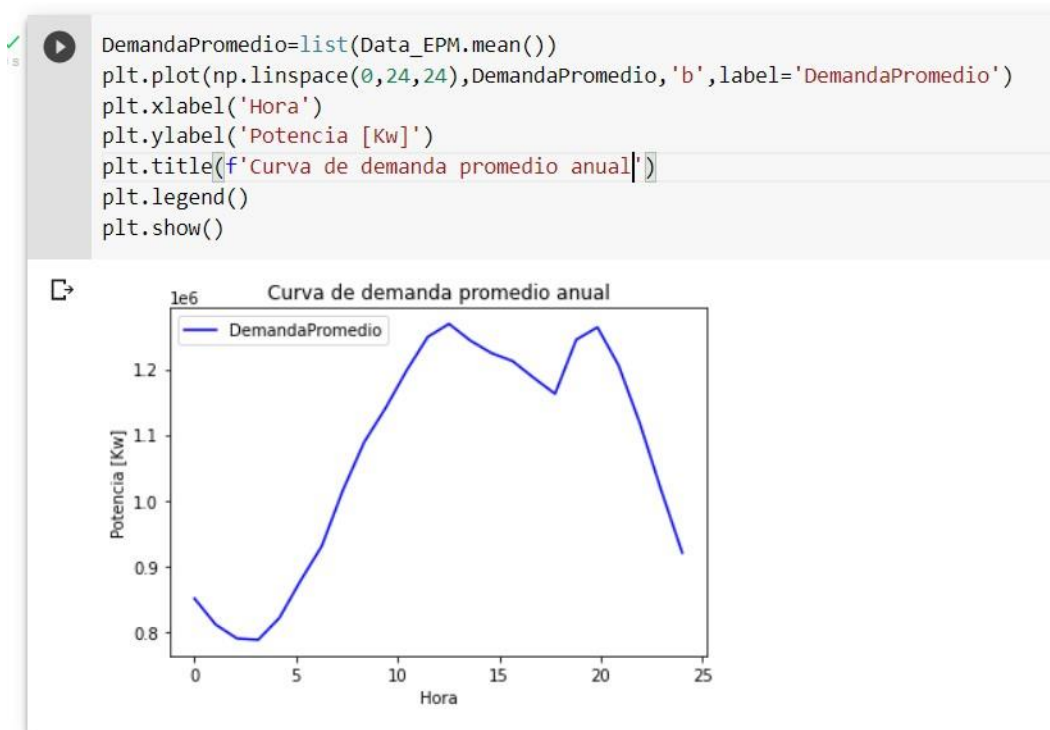 DemandaPromedio=list(Data_EPM.mean())
plt.plot(np.linspace(0,24,24),DemandaPromedio,'b',label='DemandaPromedio')
plt.xlabel('Hora')
plt.ylabel('Potencia [Kw]')
plt.title(f'Curva de demanda promedio anual')
plt.legend()
plt.show()
Curva de demanda promedio anual
1e6
DemandaPromedio
1.2
1.1
1.0
0.9
0.8
Potencia [Kw]
0 5 10 15 20 25
Hora